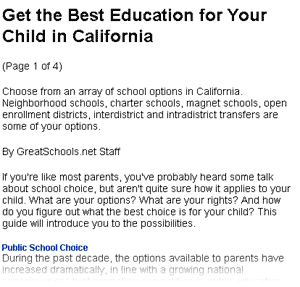 Get the Best Education for Your
Child in California
(Page 1 of 4)
Choose from an array of school options in California.
Neighborhood schools, charter schools, magnet schools, open
enrollment districts, interdistrict and intradistrict transfers are
some of your options.
By GreatSchools.net Staff
If you're like most parents, you've probably heard some talk
about school choice, but aren't quite sure how it applies to your
child. What are your options? What are your rights? And how
do you figure out what the best choice is for your child? This
guide will introduce you to the possibilities.
Public School Choice
During the past decade, the options available to parents have
increased dramatically, in line with a growing national